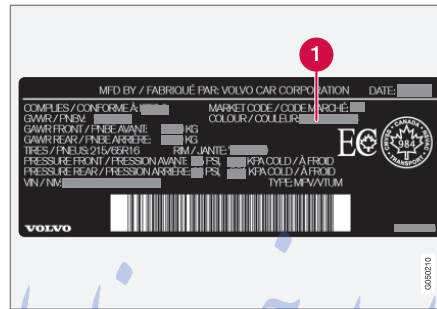 1
MFD BY / FABRIQUÉ PAR: VOLVO CAR CORPORATION DATE:
COMPLIES / CONFORME À: MARKET CODE / CODE MARCHÉ:
GVWR / PNBV: COLOUR / COULEUR:
GAWR FRONT / PNBE AVANT: KG
GAWR REAR / PNBE ARRIÈRE: KG
TIRES / PNEUS: 215/65R16 RIM / JANTE:
PRESSURE FRONT / PRESSION AVANT: PSI, KPA COLD / À FROID
PRESSURE REAR / PRESSION ARRIÈRE: PSI, KPA COLD / À FROID
VIN / NIV: TYPE: MPV/VTUM
EC
CANADA
984
TRANSPORT
VOLVO
G050210